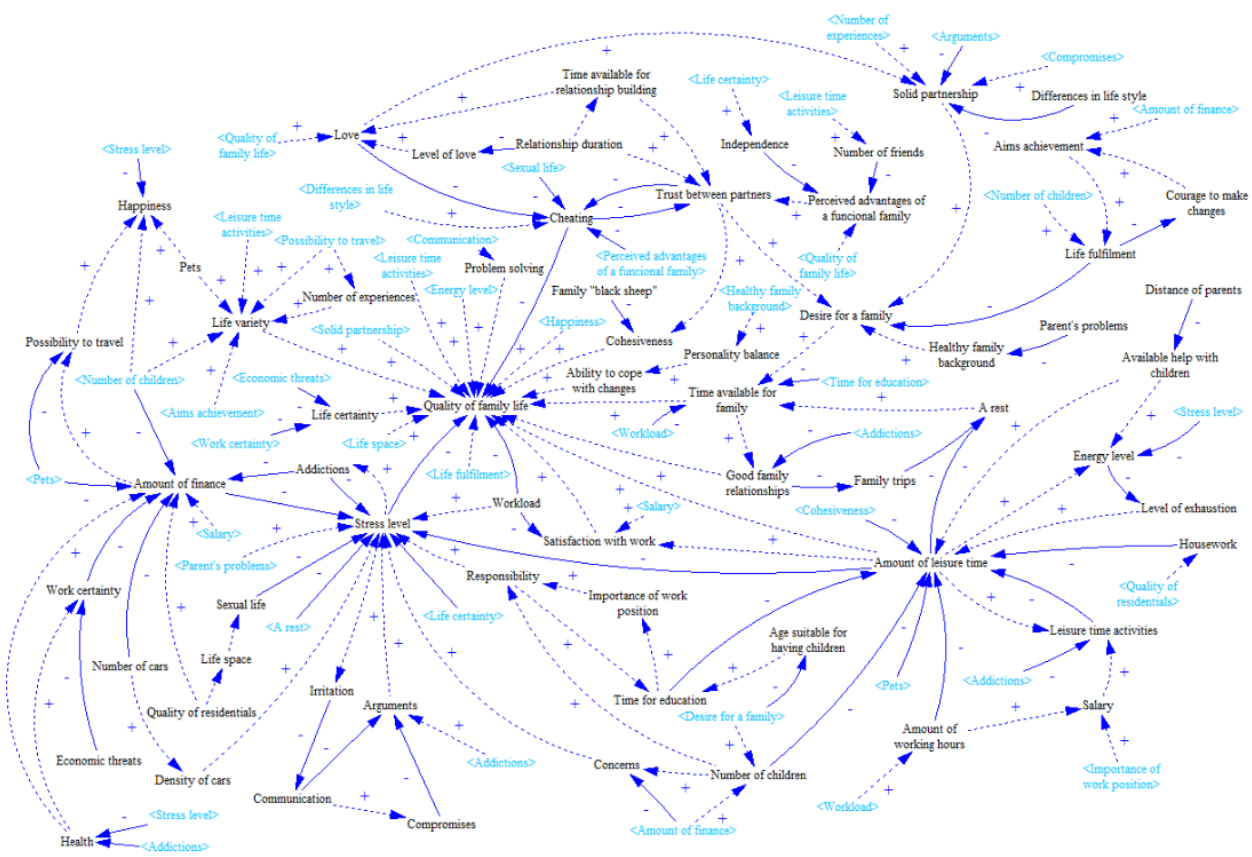 <Number of
experiences>
<Arguments>
<Compromises>
Time available for
relationship building
<Life certainty>
<Leisure time
activities>
Solid partnership
Differences in life style
<Amount of finance>
<Quality of
family life>
Love
Level of love
Relationship duration
Independence
Number of friends
Aims achievement
<Stress level>
<Sexual life>
<Differences in life
style>
Trust between partners
Perceived advantages of
a funcional family
<Number of children>
Courage to make
changes
Happiness
Cheating
<Leisure time
activities>
<Possibility to travel>
<Communication>
<Leisure time
activities>
Problem solving
<Perceived advantages
of a funcional family>
<Quality of
family life>
Life fulfilment
Pets
<Energy level>
Family "black sheep"
<Healthy family
background>
Number of experiences
Distance of parents
Life variety
<Solid partnership>
<Happiness>
Desire for a family
Parent's problems
Possibility to travel
Cohesiveness
Personality balance
Healthy family
background
Available help with
children
<Number of children>
<Economic threats>
Ability to cope
with changes
Time available for
family
<Time for education>
<Aims achievement>
Life certainty
Quality of family life
A rest
<Stress level>
<Work certainty>
<Life space>
<Workload>
<Addictions>
Energy level
<Pets>
Amount of finance
Addictions
<Life fulfilment>
Good family
relationships
Family trips
Workload
<Salary>
<Cohesiveness>
Level of exhaustion
<Salary>
Stress level
Satisfaction with work
Housework
<Parent's problems>
Amount of leisure time
Work certainty
Responsibility
<Quality of
residentials>
Sexual life
<A rest>
<Life certainty>
Importance of work
position
Leisure time activities
Life space
Age suitable for
having children
Number of cars
Irritation
Time for education
<Pets>
<Addictions>
Quality of residentials
Arguments
<Desire for a family>
Salary
Amount of
working hours
Economic threats
<Addictions>
Concerns
Number of children
Density of cars
<Importance of
work position>
Communication
<Workload>
<Stress level>
Compromises
<Amount of finance>
Health
<Addictions>